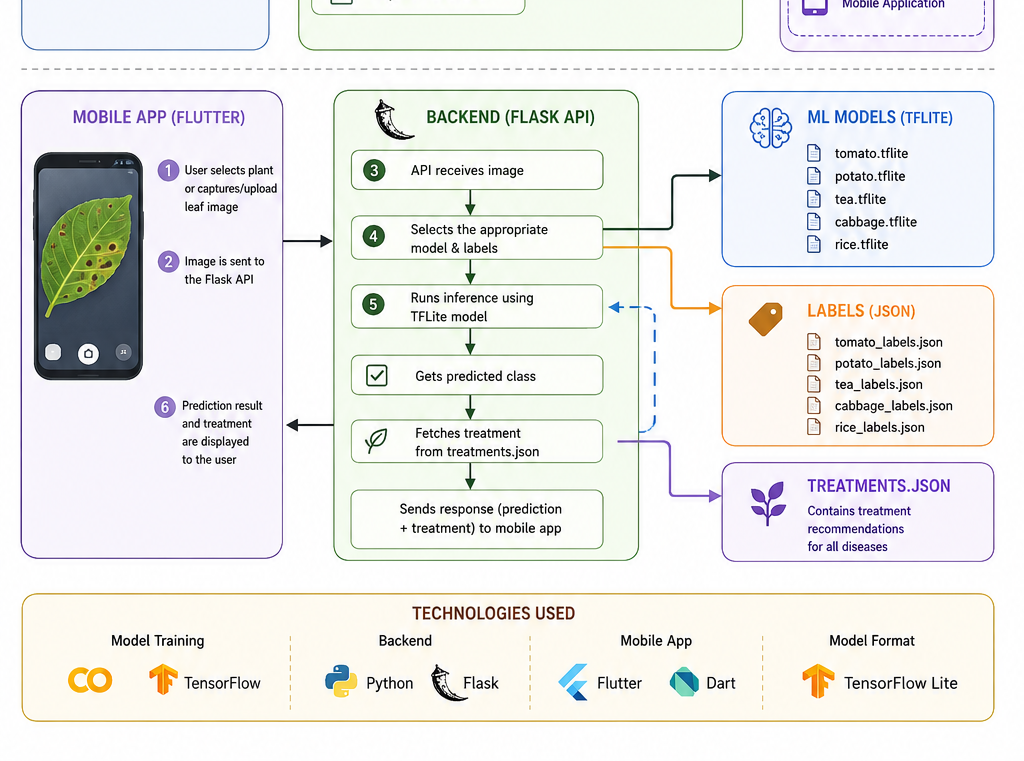 Mobile Application
MOBILE APP (FLUTTER)
1
User selects plant
or captures/upload
leaf image
2
Image is sent to
the Flask API
6
Prediction result
and treatment
are displayed
to the user
BACKEND (FLASK API)
3
API receives image
4
Selects the appropriate
model & labels
5
Runs inference using
TFLite model
Gets predicted class
Fetches treatment
from treatments.json
Sends response (prediction
+ treatment) to mobile app
ML MODELS (TFLITE)
tomato.tflite
potato.tflite
tea.tflite
cabbage.tflite
rice.tflite
LABELS (JSON)
tomato_labels.json
potato_labels.json
tea_labels.json
cabbage_labels.json
rice_labels.json
TREATMENTS.JSON
Contains treatment
recommendations
for all diseases
TECHNOLOGIES USED
Model Training
CO
TensorFlow
Backend
Python
Flask
Mobile App
Flutter
Dart
Model Format
TensorFlow Lite